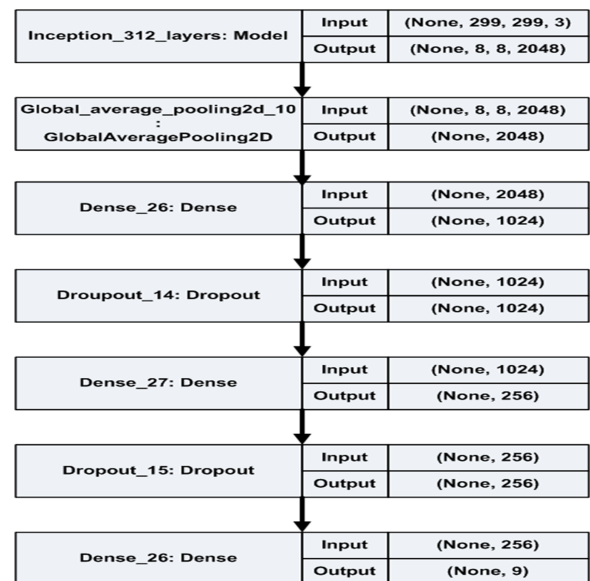 Inception_312_layers: Model
Input (None, 299, 299, 3)
Output (None, 8, 8, 2048)
Global_average_pooling2d_10
:
GlobalAveragePooling2D
Input (None, 8, 8, 2048)
Output (None, 2048)
Dense_26: Dense
Input (None, 2048)
Output (None, 1024)
Droupout_14: Dropout
Input (None, 1024)
Output (None, 1024)
Dense_27: Dense
Input (None, 1024)
Output (None, 256)
Dropout_15: Dropout
Input (None, 256)
Output (None, 256)
Dense_26: Dense
Input (None, 256)
Output (None, 9)